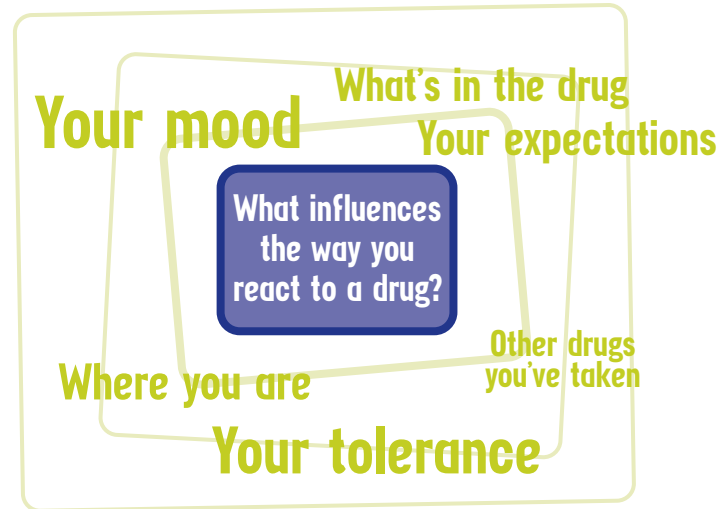 What's in the drug
Your mood
Your expectations
What influences
the way you
react to a drug?
Other drugs
you've taken
Where you are
Your tolerance